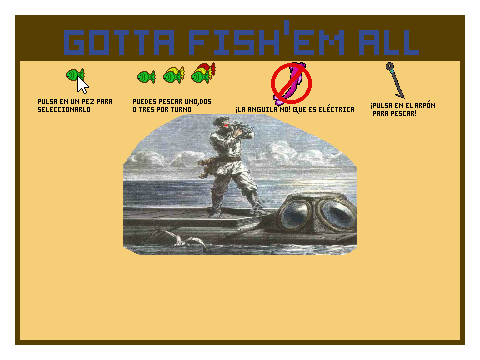 GOTTA FISH'EM ALL
PULSA EN UN PEZ PARA
SELECCIONARLO
PUEDES PESCAR UNO,DOS
O TRES POR TURNO
¡LA ANGUILA NO! QUE ES ELÉCTRICA
¡PULSA EN EL ARPÓN
PARA PESCAR!